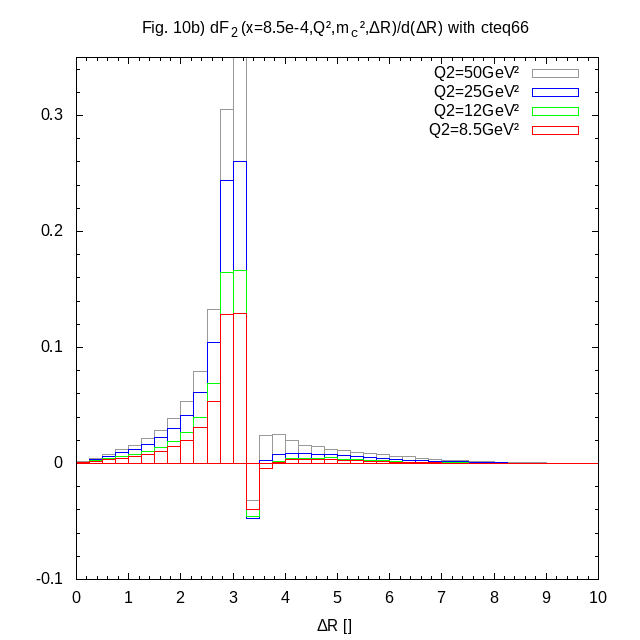 Fig. 10b) dF₂(x=8.5e-4,Q²,m_c²,ΔR)/d(ΔR) with cteq66
Q2=50GeV²
Q2=25GeV²
Q2=12GeV²
Q2=8.5GeV²
0.3
0.2
0.1
0
-0.1
0 1 2 3 4 5 6 7 8 9 10
ΔR []